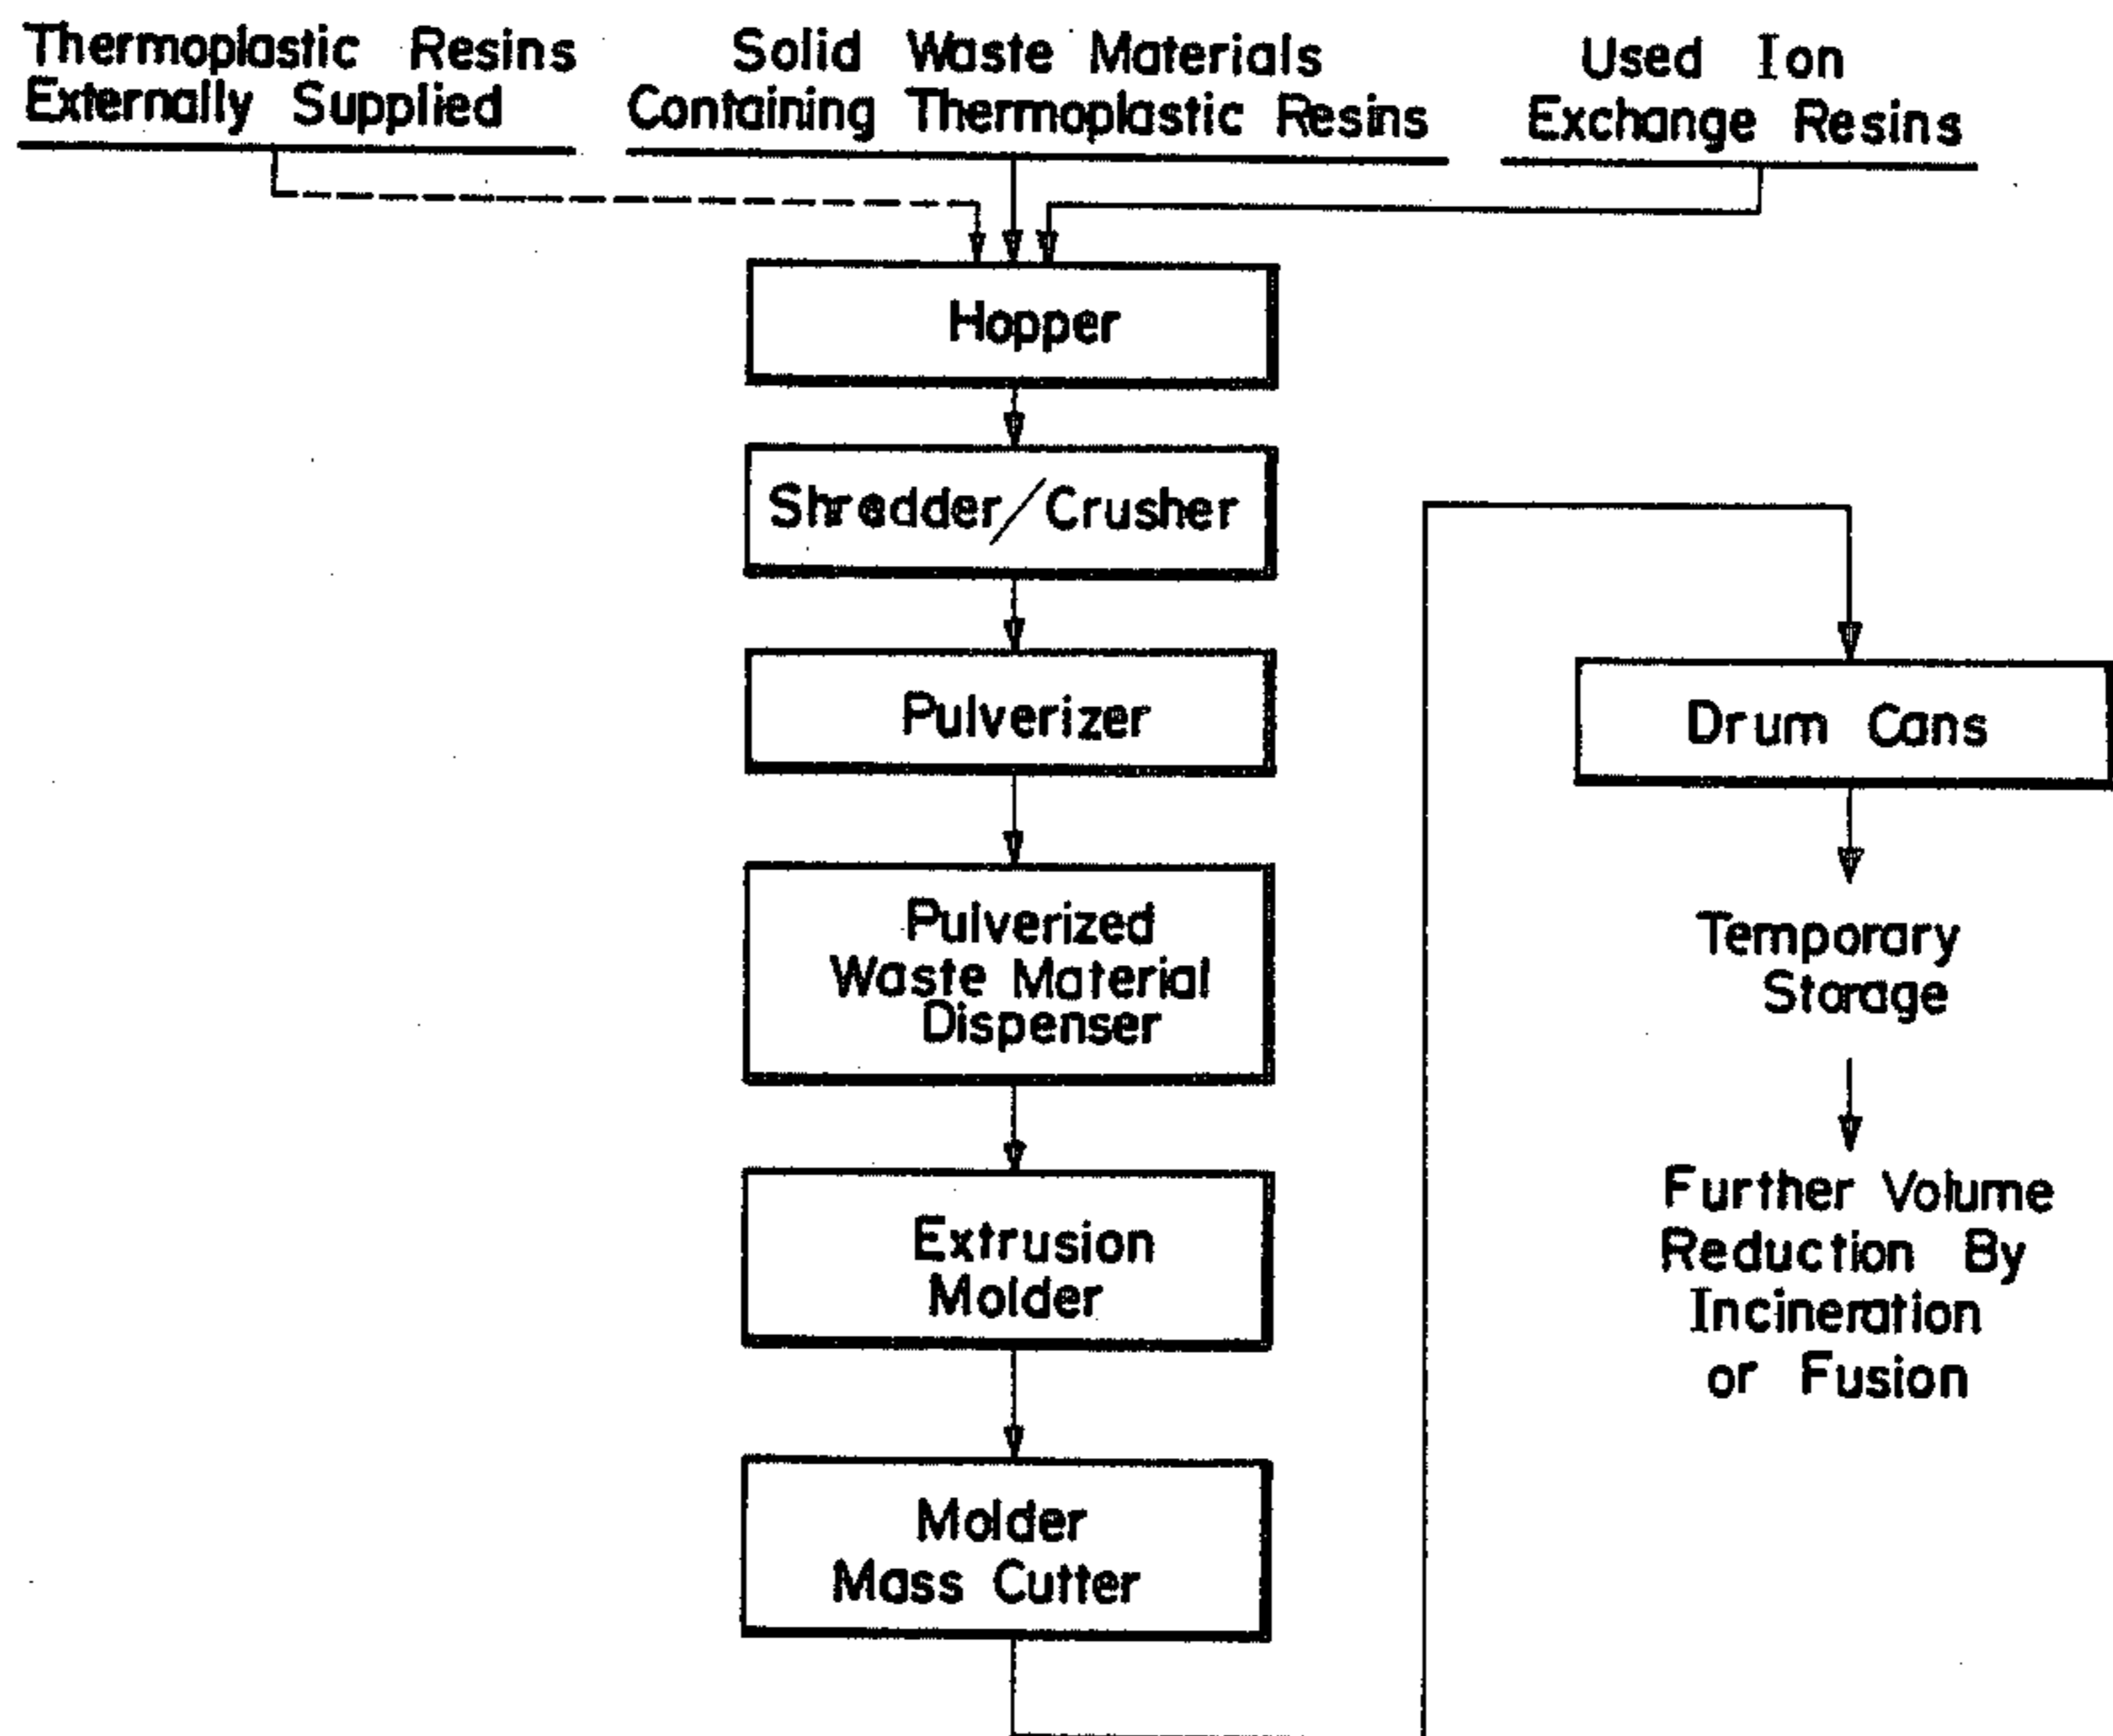 Thermoplastic Resins
Externally Supplied
Solid Waste Materials
Containing Thermoplastic Resins
Used Ion
Exchange Resins
Hopper
Shredder/Crusher
Pulverizer
Pulverized
Waste Material
Dispenser
Extrusion
Molder
Molder
Mass Cutter
Drum Cans
Temporary
Storage
Further Volume
Reduction By
Incineration
or Fusion